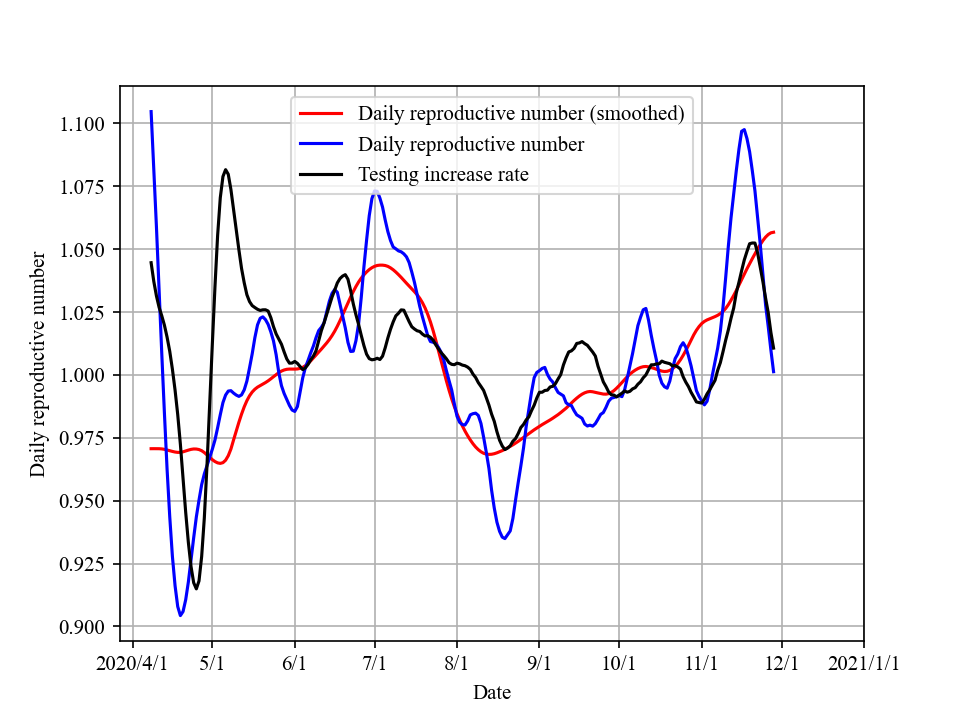 Daily reproductive number (smoothed)
Daily reproductive number
Testing increase rate
1.100
1.075
1.050
1.025
1.000
0.975
0.950
0.925
0.900
Daily reproductive number
2020/4/1 5/1 6/1 7/1 8/1 9/1 10/1 11/1 12/1 2021/1/1
Date